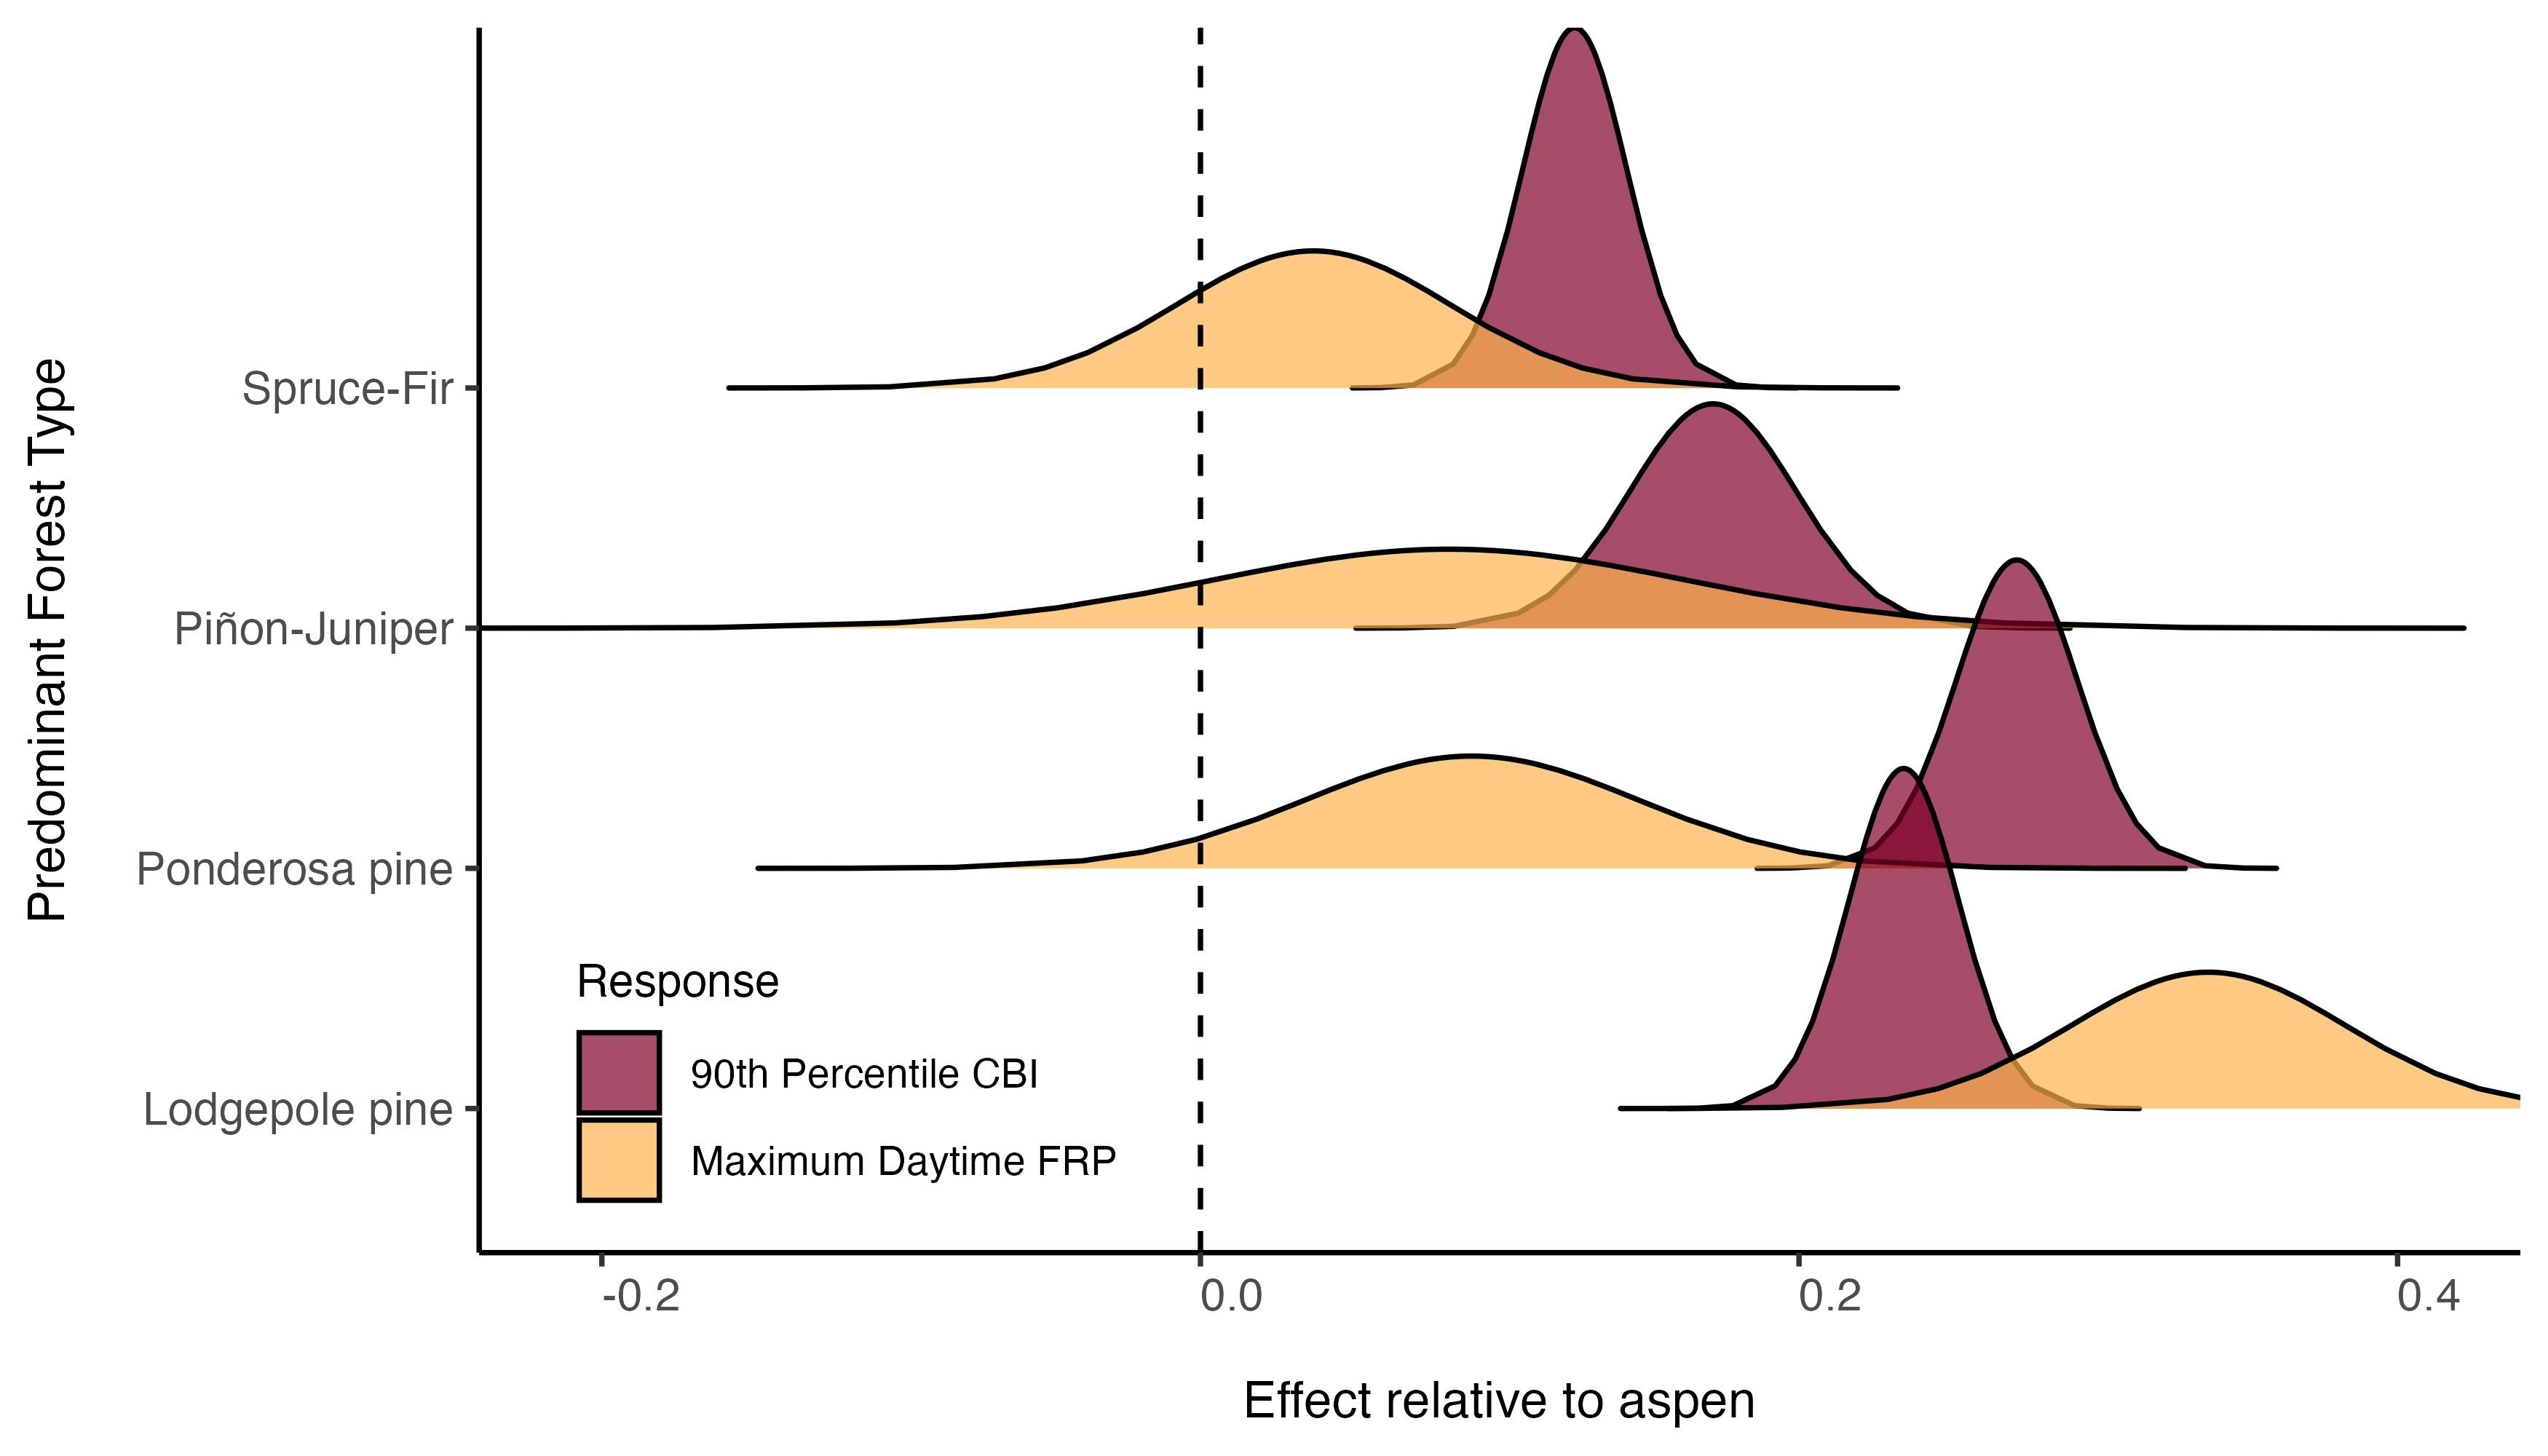 Predominant Forest Type
Spruce-Fir
Piñon-Juniper
Ponderosa pine
Lodgepole pine
Response
90th Percentile CBI
Maximum Daytime FRP
-0.2
0.0
0.2
0.4
Effect relative to aspen